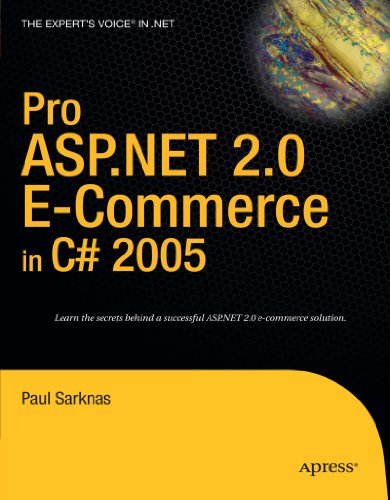 THE EXPERT'S VOICE® IN .NET
Pro
ASP.NET 2.0
E-Commerce
in C# 2005
Learn the secrets behind a successful ASP.NET 2.0 e-commerce solution.
Paul Sarknas
Apress®